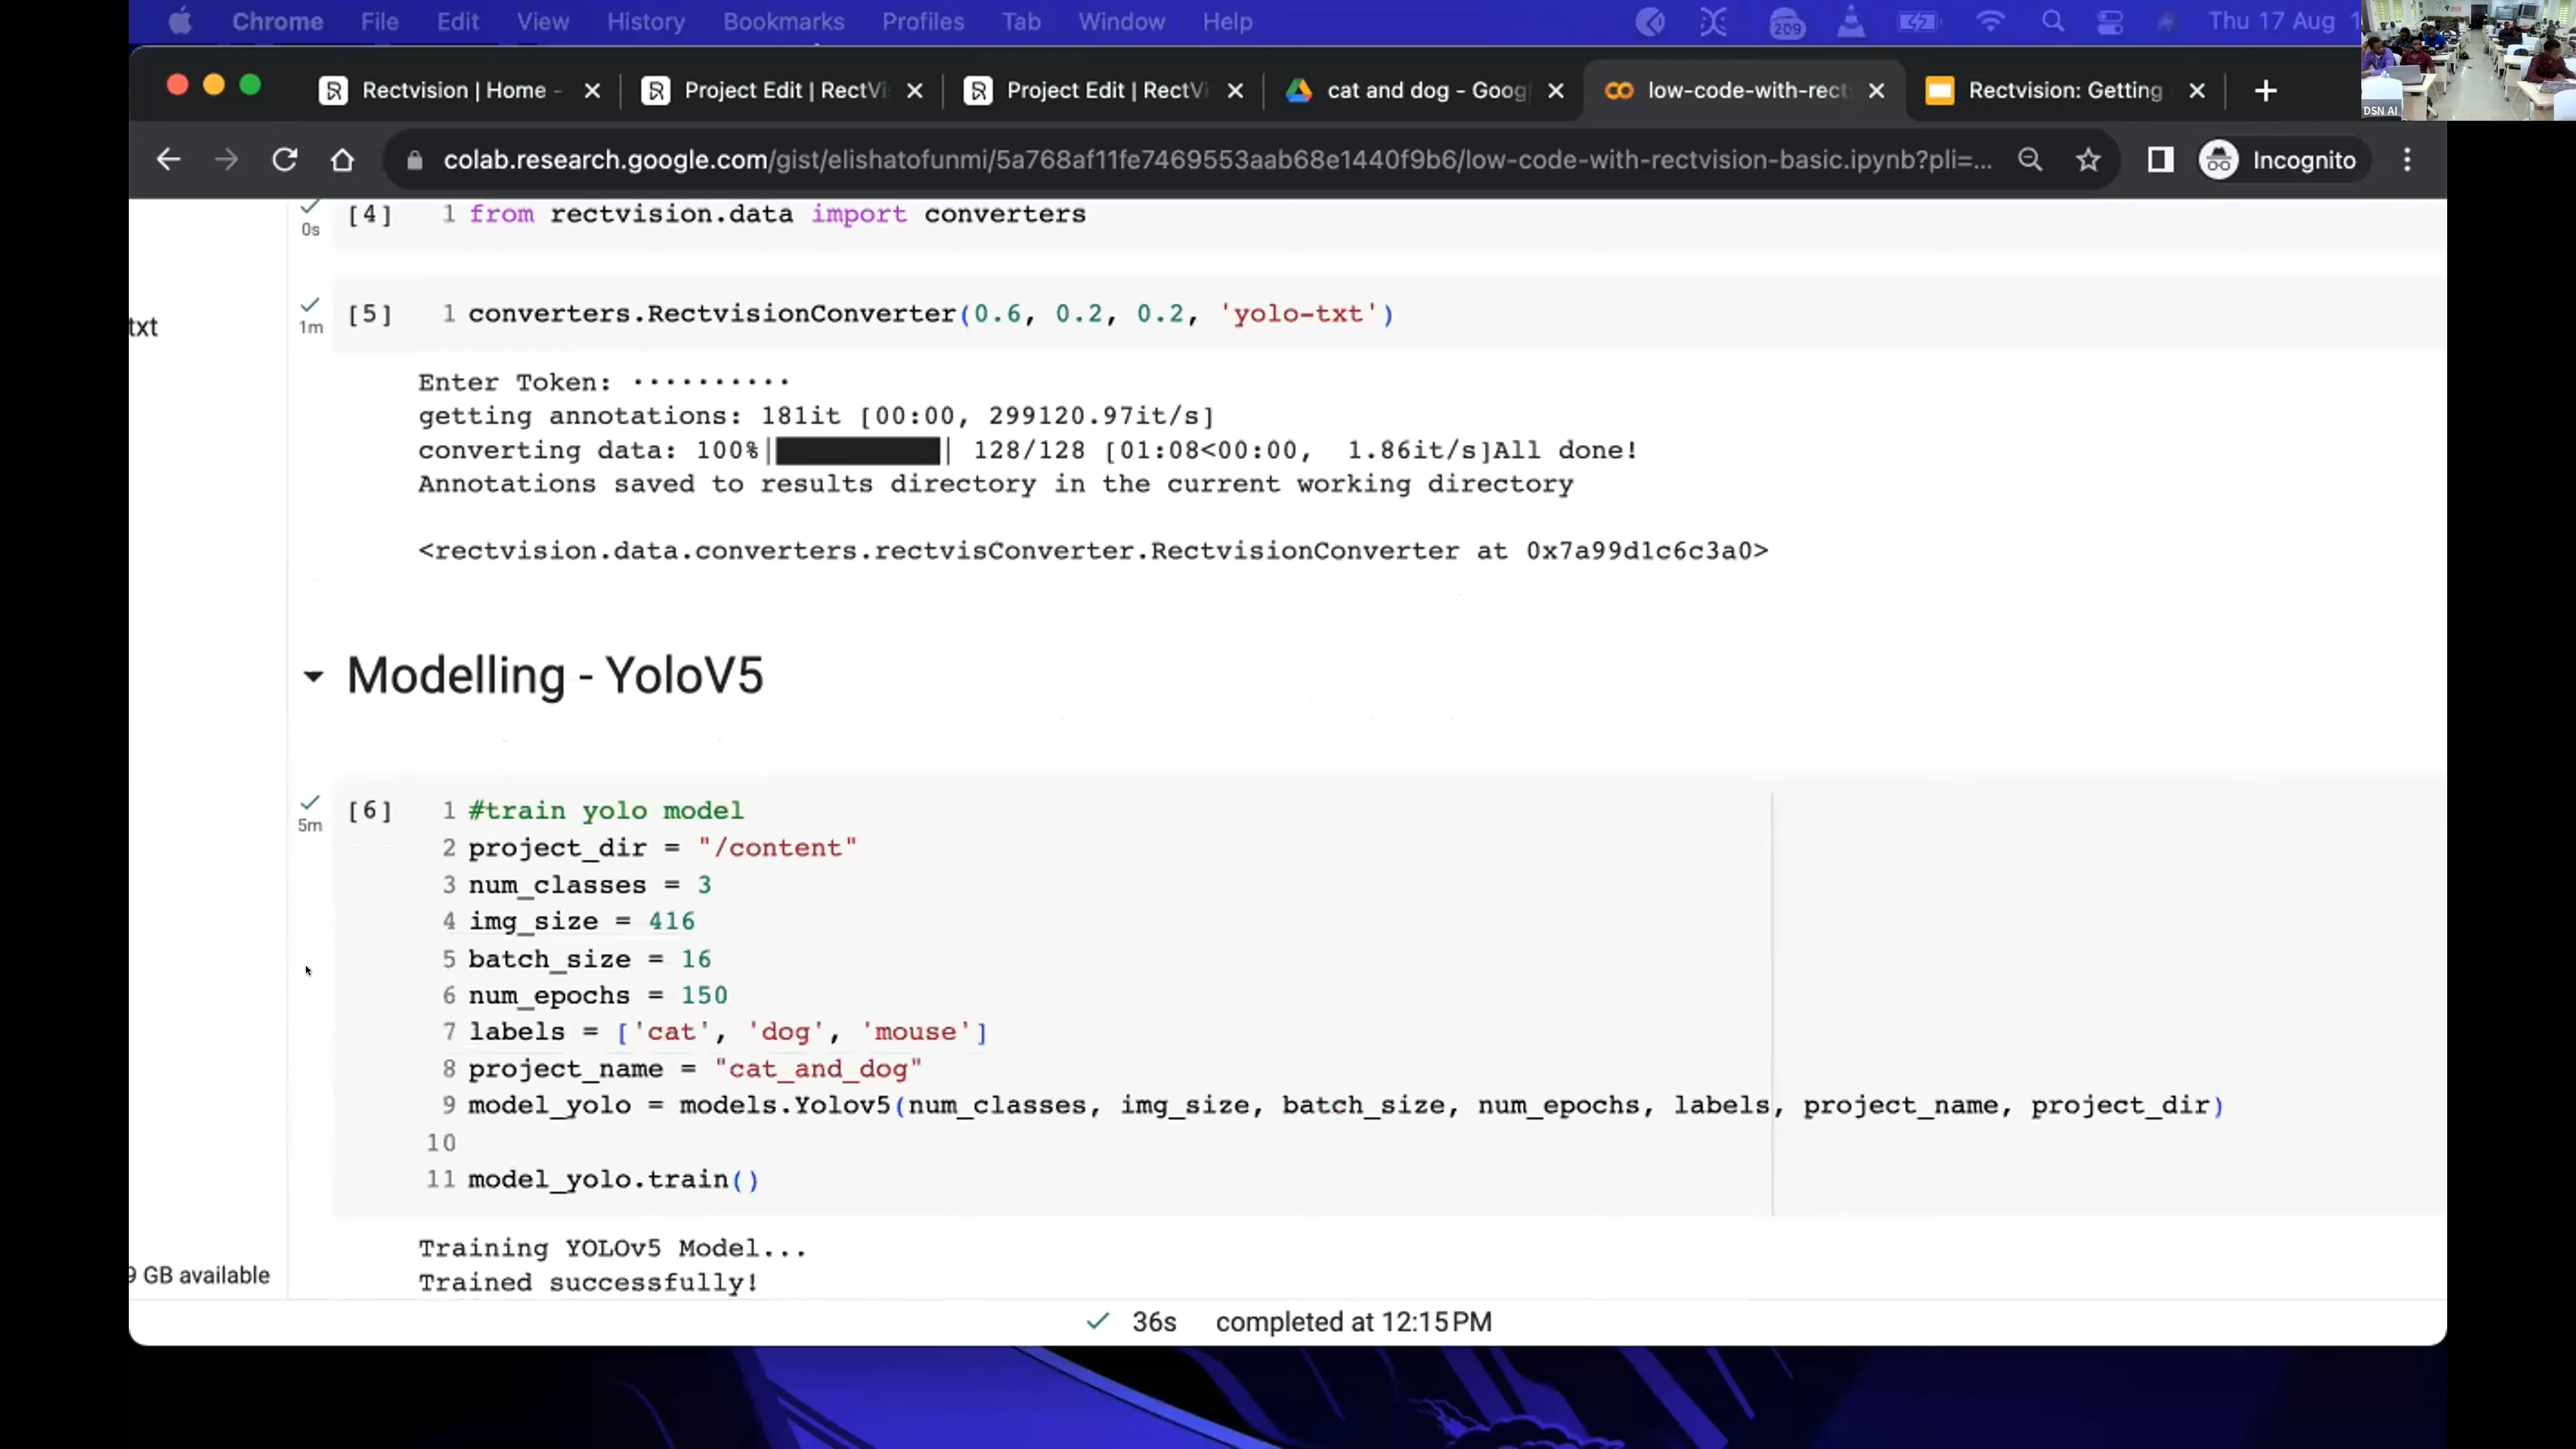 Chrome File Edit View History Bookmarks Profiles Tab Window Help 209 Thu 17 Aug
Rectvision | Home - Project Edit | RectVi Project Edit | RectVi cat and dog - Goog low-code-with-rect Rectvision: Getting
DSN AI
colab.research.google.com/gist/elishatofunmi/5a768af11fe7469553aab68e1440f9b6/low-code-with-rectvision-basic.ipynb?pli=... Incognito
[4] 1 from rectvision.data import converters
0s
[5] 1 converters.RectvisionConverter(0.6, 0.2, 0.2, 'yolo-txt')
txt
1m
Enter Token: ··········
getting annotations: 181it [00:00, 299120.97it/s]
converting data: 100%| | 128/128 [01:08<00:00, 1.86it/s]All done!
Annotations saved to results directory in the current working directory
<rectvision.data.converters.rectvisConverter.RectvisionConverter at 0x7a99d1c6c3a0>
Modelling - YoloV5
[6] 1 #train yolo model
5m
2 project_dir = "/content"
3 num_classes = 3
4 img_size = 416
5 batch_size = 16
6 num_epochs = 150
7 labels = ['cat', 'dog', 'mouse']
8 project_name = "cat_and_dog"
9 model_yolo = models.Yolov5(num_classes, img_size, batch_size, num_epochs, labels, project_name, project_dir)
10
11 model_yolo.train()
Training YOLOv5 Model...
Trained successfully!
9 GB available
36s completed at 12:15 PM